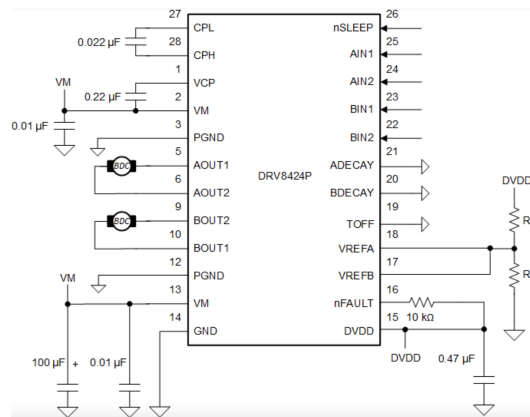 27
CPL
0.022 µF
28
CPH
1
VCP
VM
0.22 µF
2
VM
0.01 µF
3
PGND
5
BDC
AOUT1
6
AOUT2
9
BDC
BOUT2
10
BOUT1
12
PGND
VM
13
VM
14
GND
100 µF
+
0.01 µF
DRV8424P
26
nSLEEP
25
AIN1
24
AIN2
23
BIN1
22
BIN2
21
ADECAY
20
BDECAY
19
TOFF
18
VREFA
17
VREFB
16
nFAULT
10 kΩ
15
DVDD
DVDD
0.47 µF
DVDD
R
R